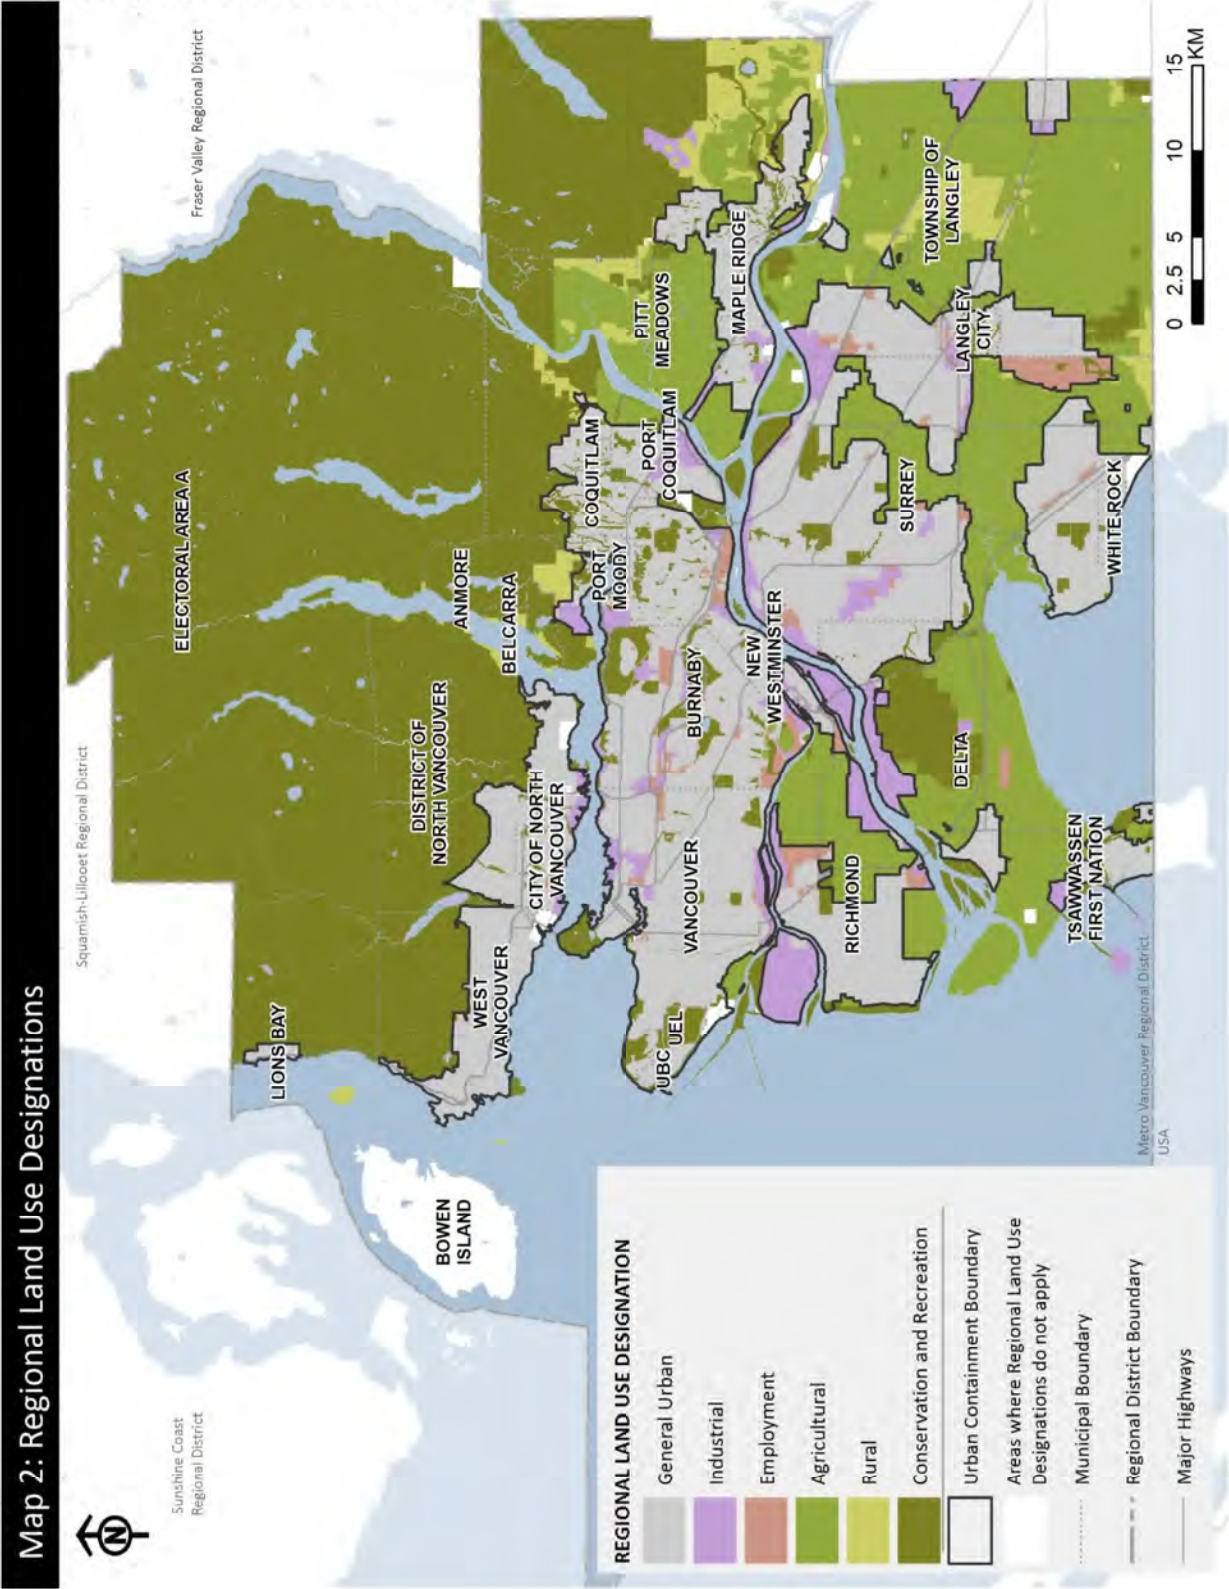 Map 2: Regional Land Use Designations
N
Sunshine Coast
Regional District
Squamish-Lillooet Regional District
Fraser Valley Regional District
ELECTORAL AREA A
LIONS BAY
BOWEN
ISLAND
WEST
VANCOUVER
DISTRICT OF
NORTH VANCOUVER
CITY OF NORTH
VANCOUVER
ANMORE
BELCARRA
PORT
MOODY
COQUITLAM
PORT
COQUITLAM
PITT
MEADOWS
MAPLE RIDGE
UBC
UEL
VANCOUVER
BURNABY
NEW
WESTMINSTER
RICHMOND
DELTA
SURREY
LANGLEY
CITY
TOWNSHIP OF
LANGLEY
WHITE ROCK
TSAWWASSEN
FIRST NATION
Metro Vancouver Regional District
USA
0 2.5 5 10 15
KM
REGIONAL LAND USE DESIGNATION
General Urban
Industrial
Employment
Agricultural
Rural
Conservation and Recreation
Urban Containment Boundary
Areas where Regional Land Use
Designations do not apply
Municipal Boundary
Regional District Boundary
Major Highways